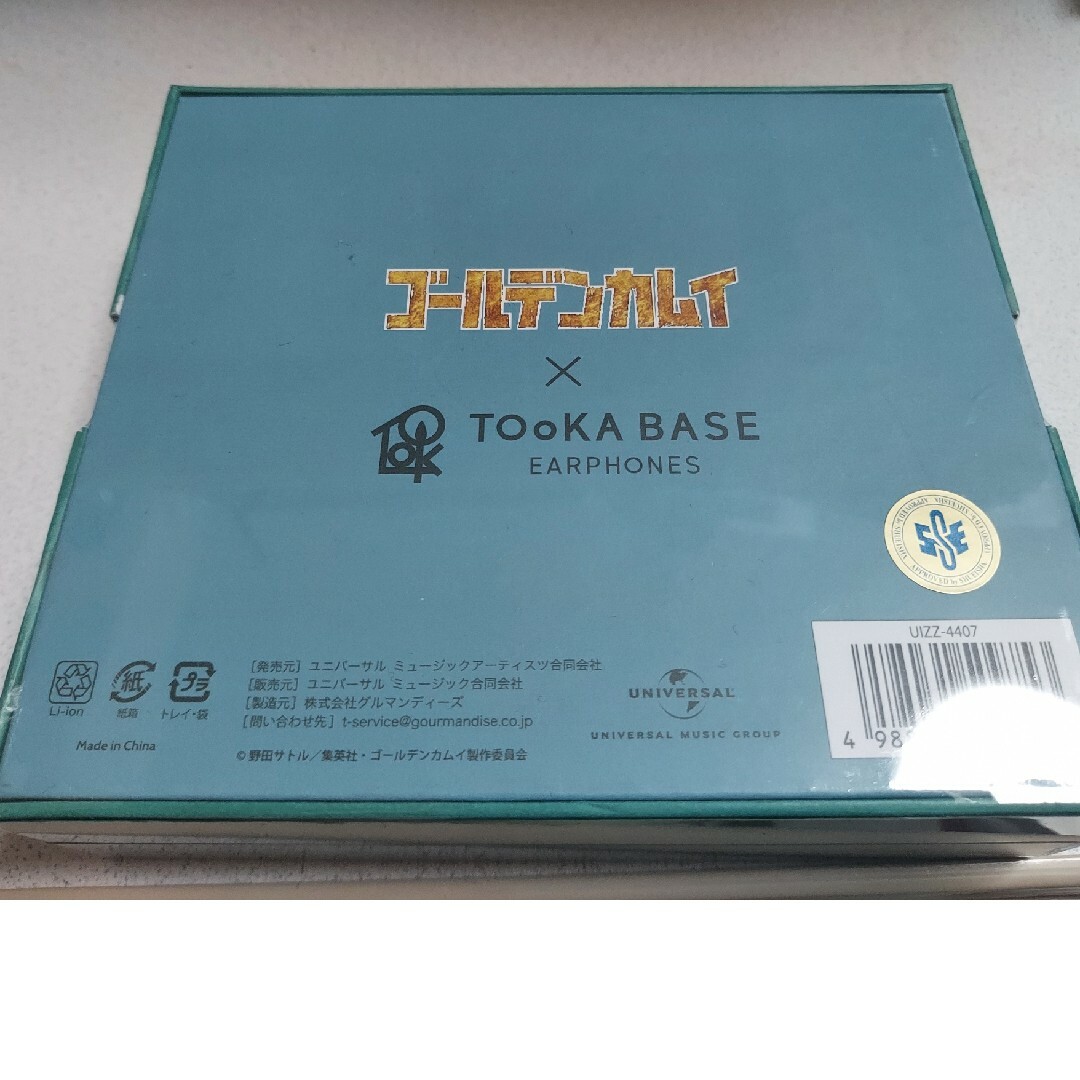 ゴールデンカムイ
×
TOoKA BASE
EARPHONES
UIZZ-4407
[発売元] ユニバーサル ミュージックアーティスツ合同会社
[販売元] ユニバーサル ミュージック合同会社
[製造元] 株式会社グルマンディーズ
[問い合わせ先] t-service@gourmandise.co.jp
©野田サトル／集英社・ゴールデンカムイ製作委員会
Li-ion
紙
紙箱
プラ
トレイ・袋
Made in China
UNIVERSAL
UNIVERSAL MUSIC GROUP
4 98